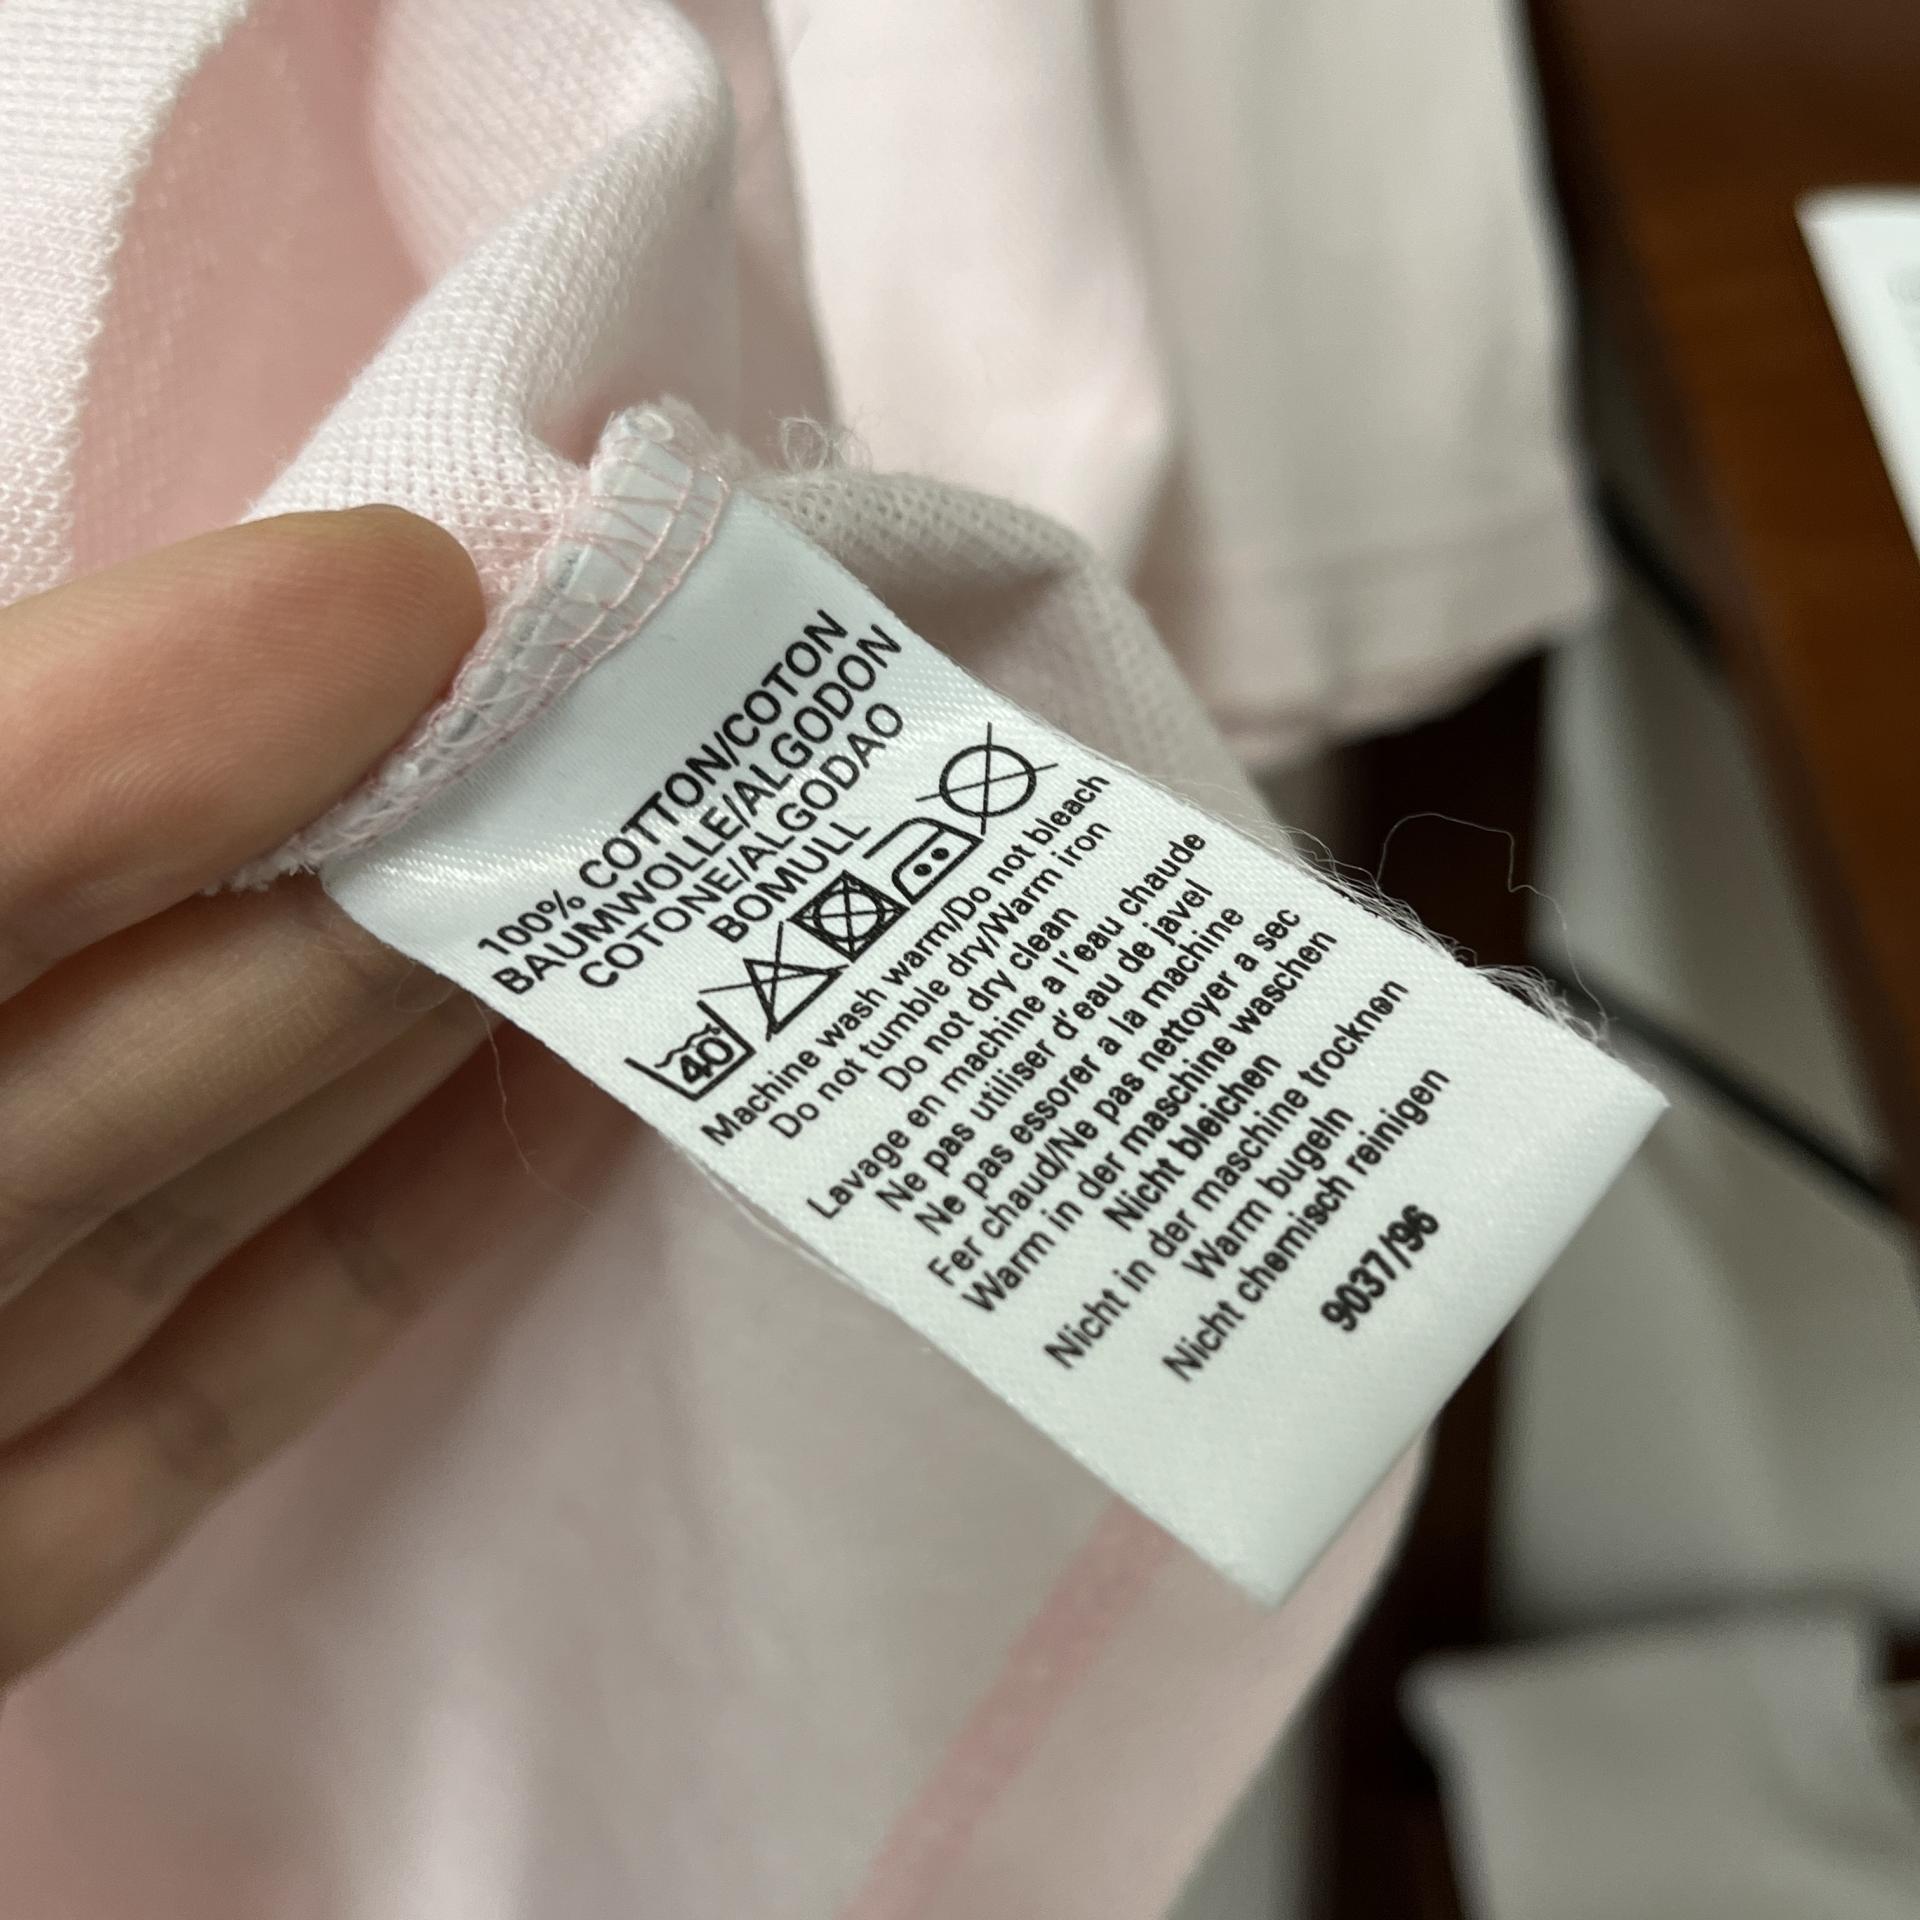 100% COTTON/COTON
BAUMWOLLE/ALGODON
COTONE/ALGODAO
BOMULL
40
Machine wash warm/Do not bleach
Do not tumble dry/Warm iron
Do not dry clean
Lavage en machine a l'eau chaude
Ne pas utiliser d'eau de javel
Ne pas essorer a la machine
Fer chaud/Ne pas nettoyer a sec
Warm in der maschine waschen
Nicht bleichen
Nicht in der maschine trocknen
Warm bugeln
Nicht chemisch reinigen
9037/96